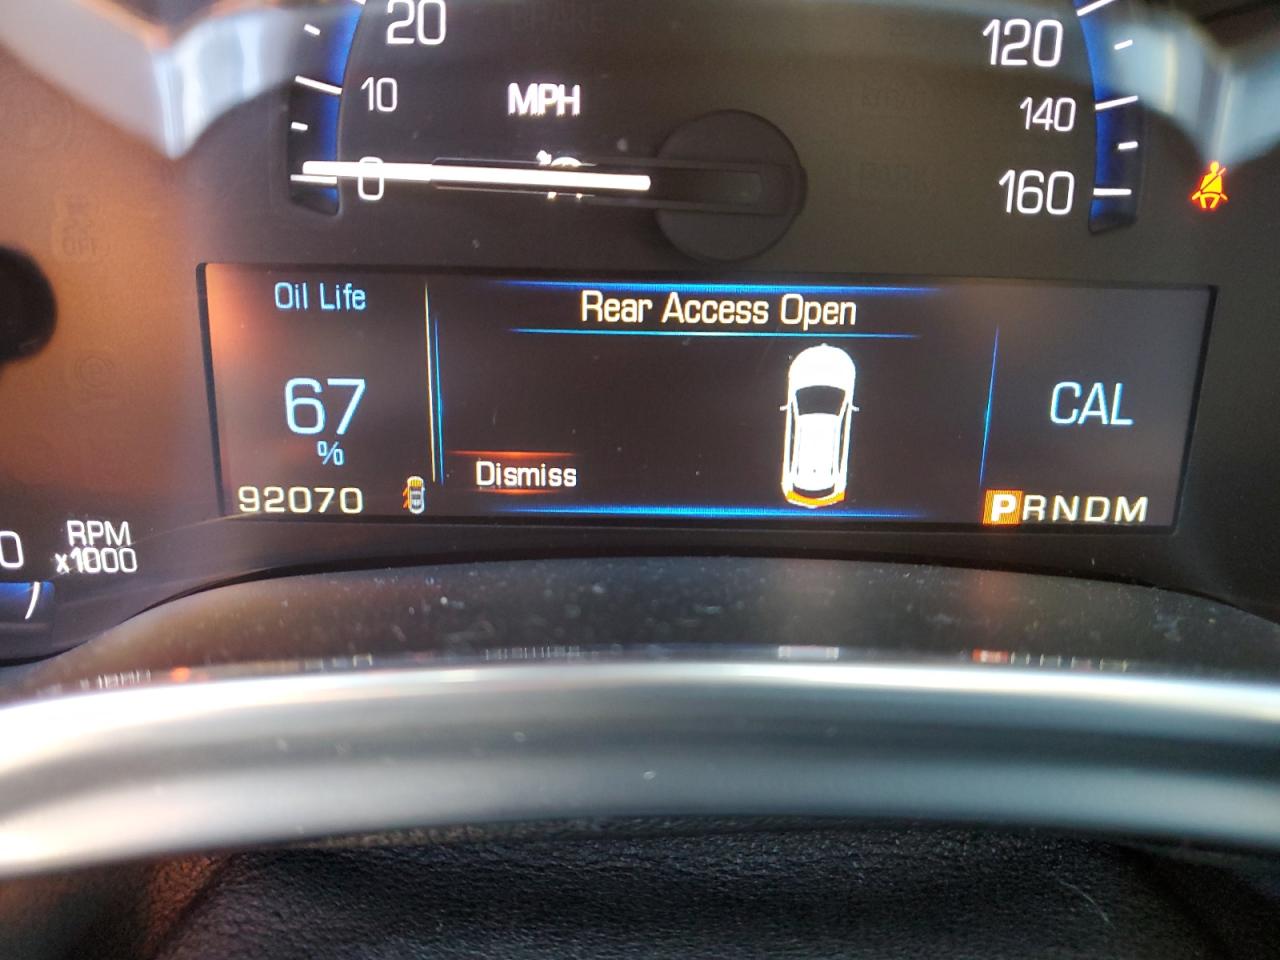 20
10
0
MPH
120
140
160
Oil Life
67
%
92070
Rear Access Open
Dismiss
CAL
PRNDM
0
RPM
x1000